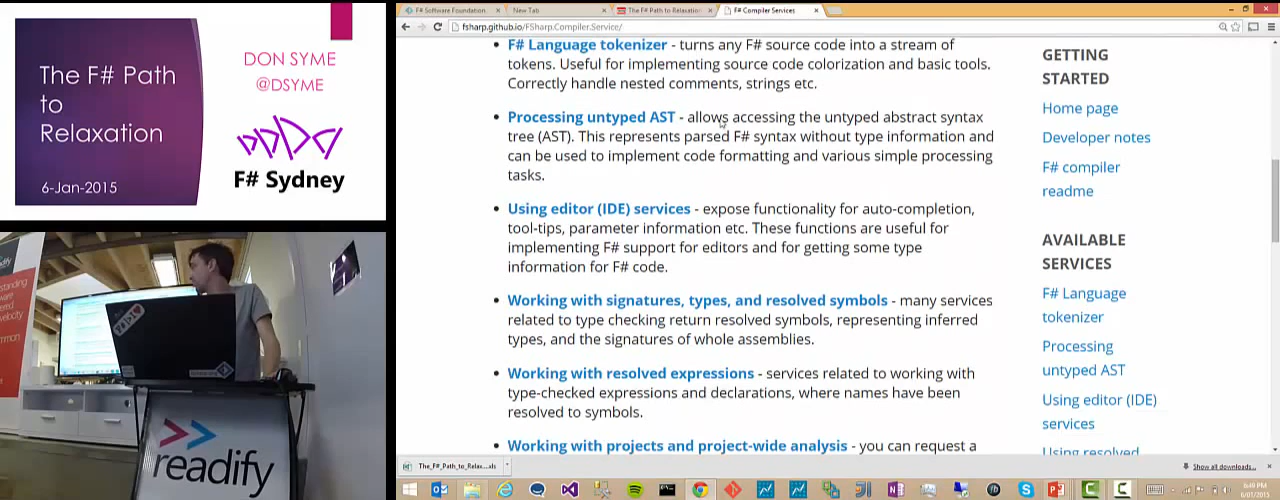 The F# Path
to
Relaxation
6-Jan-2015
DON SYME
@DSYME
F# Sydney
readify
F# Software Foundation
New Tab
The F# Path to Relaxation
F# Compiler Services
fsharp.github.io/FSharp.Compiler.Service/
F# Language tokenizer - turns any F# source code into a stream of
tokens. Useful for implementing source code colorization and basic tools.
Correctly handle nested comments, strings etc.
Processing untyped AST - allows accessing the untyped abstract syntax
tree (AST). This represents parsed F# syntax without type information and
can be used to implement code formatting and various simple processing
tasks.
Using editor (IDE) services - expose functionality for auto-completion,
tool-tips, parameter information etc. These functions are useful for
implementing F# support for editors and for getting some type
information for F# code.
Working with signatures, types, and resolved symbols - many services
related to type checking return resolved symbols, representing inferred
types, and the signatures of whole assemblies.
Working with resolved expressions - services related to working with
type-checked expressions and declarations, where names have been
resolved to symbols.
Working with projects and project-wide analysis - you can request a
GETTING
STARTED
Home page
Developer notes
F# compiler
readme
AVAILABLE
SERVICES
F# Language
tokenizer
Processing
untyped AST
Using editor (IDE)
services
Using resolved
The_F#_Path_to_Relax....xls
Show all downloads...